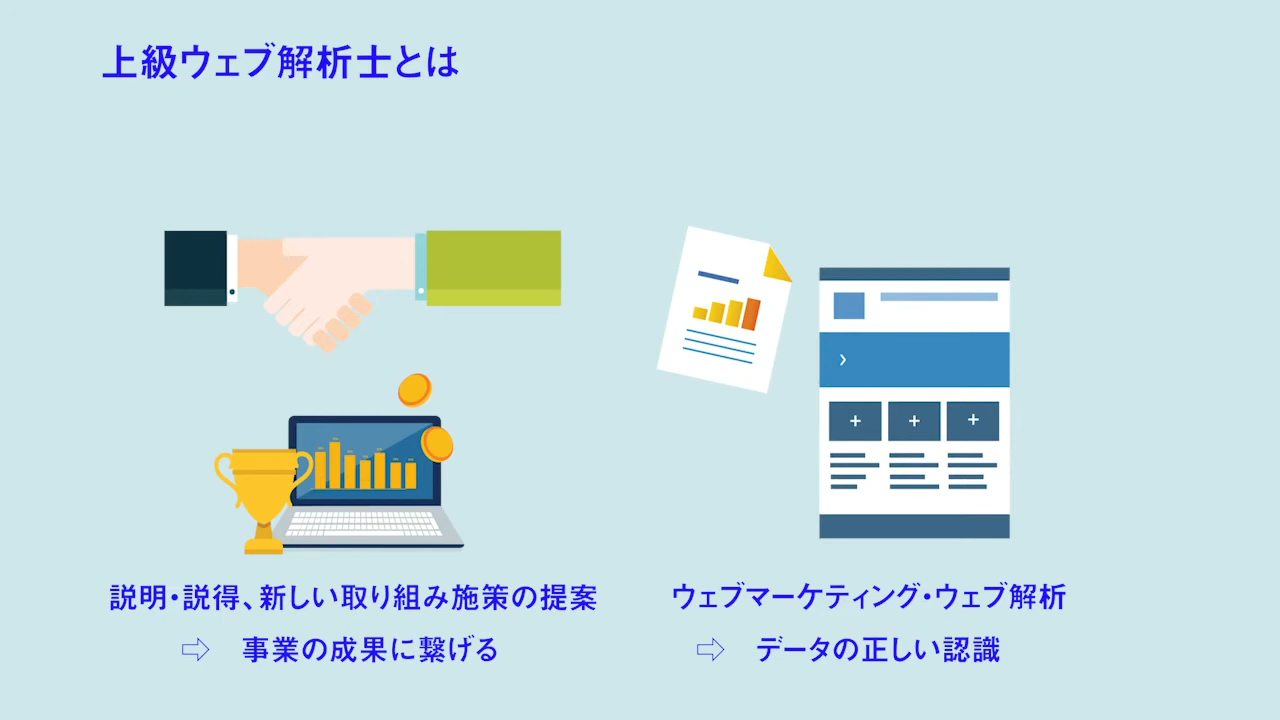 上級ウェブ解析士とは
説明・説得、新しい取り組み施策の提案
⇨ 事業の成果に繋げる
ウェブマーケティング・ウェブ解析
⇨ データの正しい認識